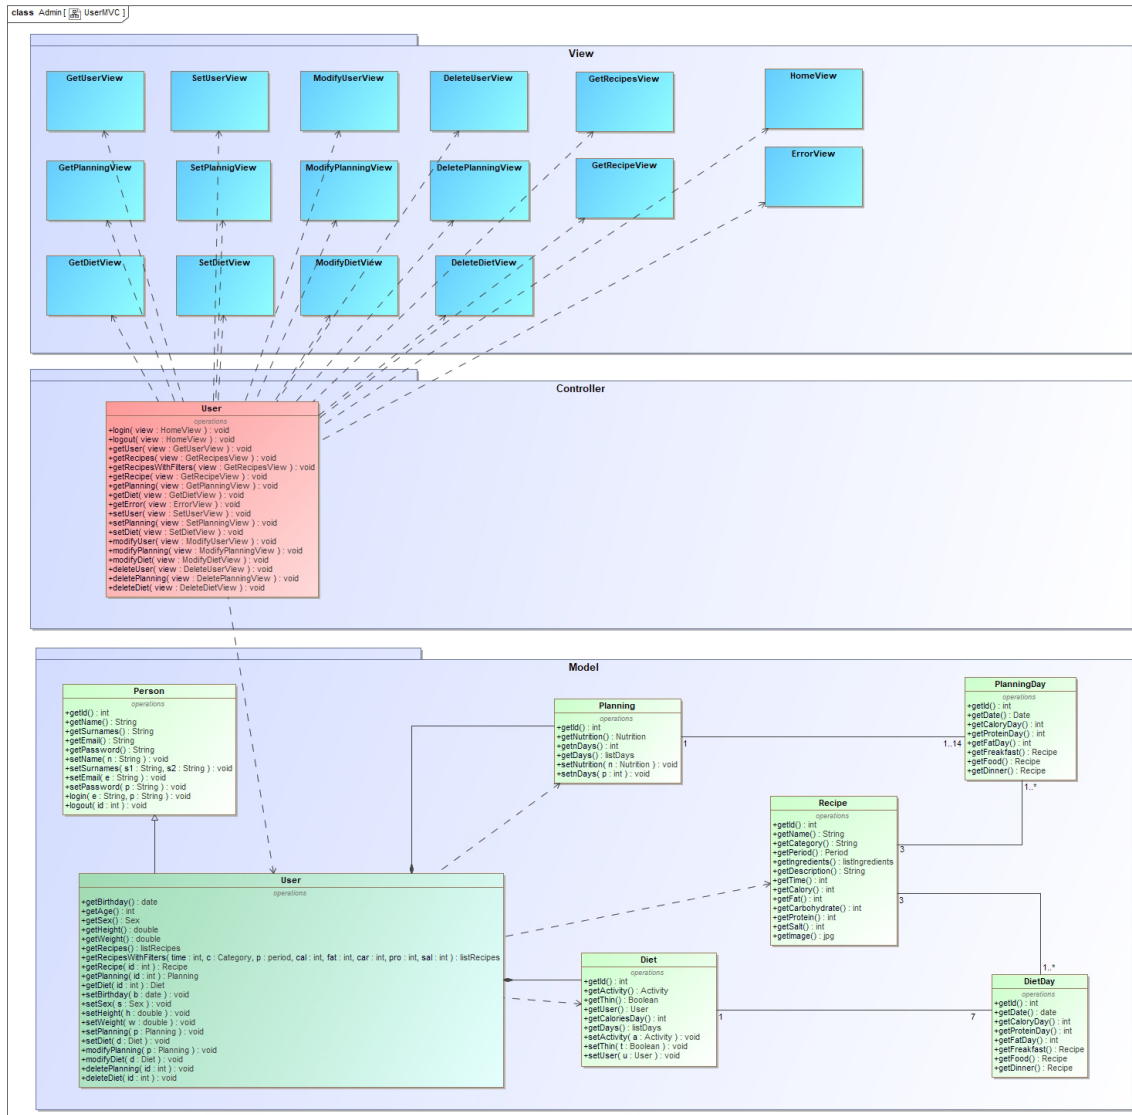 class Admin [ UserMVC ]
View
GetUserView
SetUserView
ModifyUserView
DeleteUserView
GetRecipesView
HomeView
GetPlanningView
SetPlannigView
ModifyPlanningView
DeletePlanningView
GetRecipeView
ErrorView
GetDietView
SetDietView
ModifyDietView
DeleteDietView
Controller
User
operations
+login( view : HomeView ) : void
+logout( view : HomeView ) : void
+getUser( view : GetUserView ) : void
+getRecipes( view : GetRecipesView ) : void
+getRecipesWithFilters( view : GetRecipesView ) : void
+getRecipe( view : GetRecipeView ) : void
+getPlanning( view : GetPlanningView ) : void
+getDiet( view : GetDietView ) : void
+getError( view : ErrorView ) : void
+setUser( view : SetUserView ) : void
+setPlanning( view : SetPlanningView ) : void
+setDiet( view : SetDietView ) : void
+modifyUser( view : ModifyUserView ) : void
+modifyPlanning( view : ModifyPlanningView ) : void
+modifyDiet( view : ModifyDietView ) : void
+deleteUser( view : DeleteUserView ) : void
+deletePlanning( view : DeletePlanningView ) : void
+deleteDiet( view : DeleteDietView ) : void
Model
Person
operations
+getId() : int
+getName() : String
+getSurnames() : String
+getEmail() : String
+getPassword() : String
+setName( n : String ) : void
+setSurnames( s1 : String, s2 : String ) : void
+setEmail( e : String ) : void
+setPassword( p : String ) : void
+login( e : String, p : String ) : void
+logout( id : int ) : void
Planning
operations
+getId() : int
+getNutrition() : Nutrition
+getnDays() : int
+getDays() : listDays
+setNutrition( n : Nutrition ) : void
+setnDays( p : int ) : void
1
1..14
PlanningDay
operations
+getId() : int
+getDate() : Date
+getCaloryDay() : int
+getProteinDay() : int
+getFatDay() : int
+getFreakfast() : Recipe
+getFood() : Recipe
+getDinner() : Recipe
1..*
Recipe
operations
+getId() : int
+getName() : String
+getCategory() : String
+getPeriod() : Period
+getIngredients() : listIngredients
+getDescription() : String
+getTime() : int
+getCalory() : int
+getFat() : int
+getCarbohydrate() : int
+getProtein() : int
+getSalt() : int
+getImage() : jpg
3
3
User
operations
+getBirthday() : date
+getAge() : int
+getSex() : Sex
+getHeight() : double
+getWeight() : double
+getRecipes() : listRecipes
+getRecipesWithFilters( time : int, c : Category, p : period, cal : int, fat : int, car : int, pro : int, sal : int ) : listRecipes
+getRecipe( id : int ) : Recipe
+getPlanning( id : int ) : Planning
+getDiet( id : int ) : Diet
+setBirthday( b : date ) : void
+setSex( s : Sex ) : void
+setHeight( h : double ) : void
+setWeight( w : double ) : void
+setPlanning( p : Planning ) : void
+setDiet( d : Diet ) : void
+modifyPlanning( p : Planning ) : void
+modifyDiet( d : Diet ) : void
+deletePlanning( id : int ) : void
+deleteDiet( id : int ) : void
Diet
operations
+getId() : int
+getActivity() : Activity
+getThin() : Boolean
+getUser() : User
+getCaloriesDay() : int
+getDays() : listDays
+setActivity( a : Activity ) : void
+setThin( t : Boolean ) : void
+setUser( u : User ) : void
1
7
1..*
DietDay
operations
+getId() : int
+getDate() : date
+getCaloryDay() : int
+getProteinDay() : int
+getFatDay() : int
+getFreakfast() : Recipe
+getFood() : Recipe
+getDinner() : Recipe